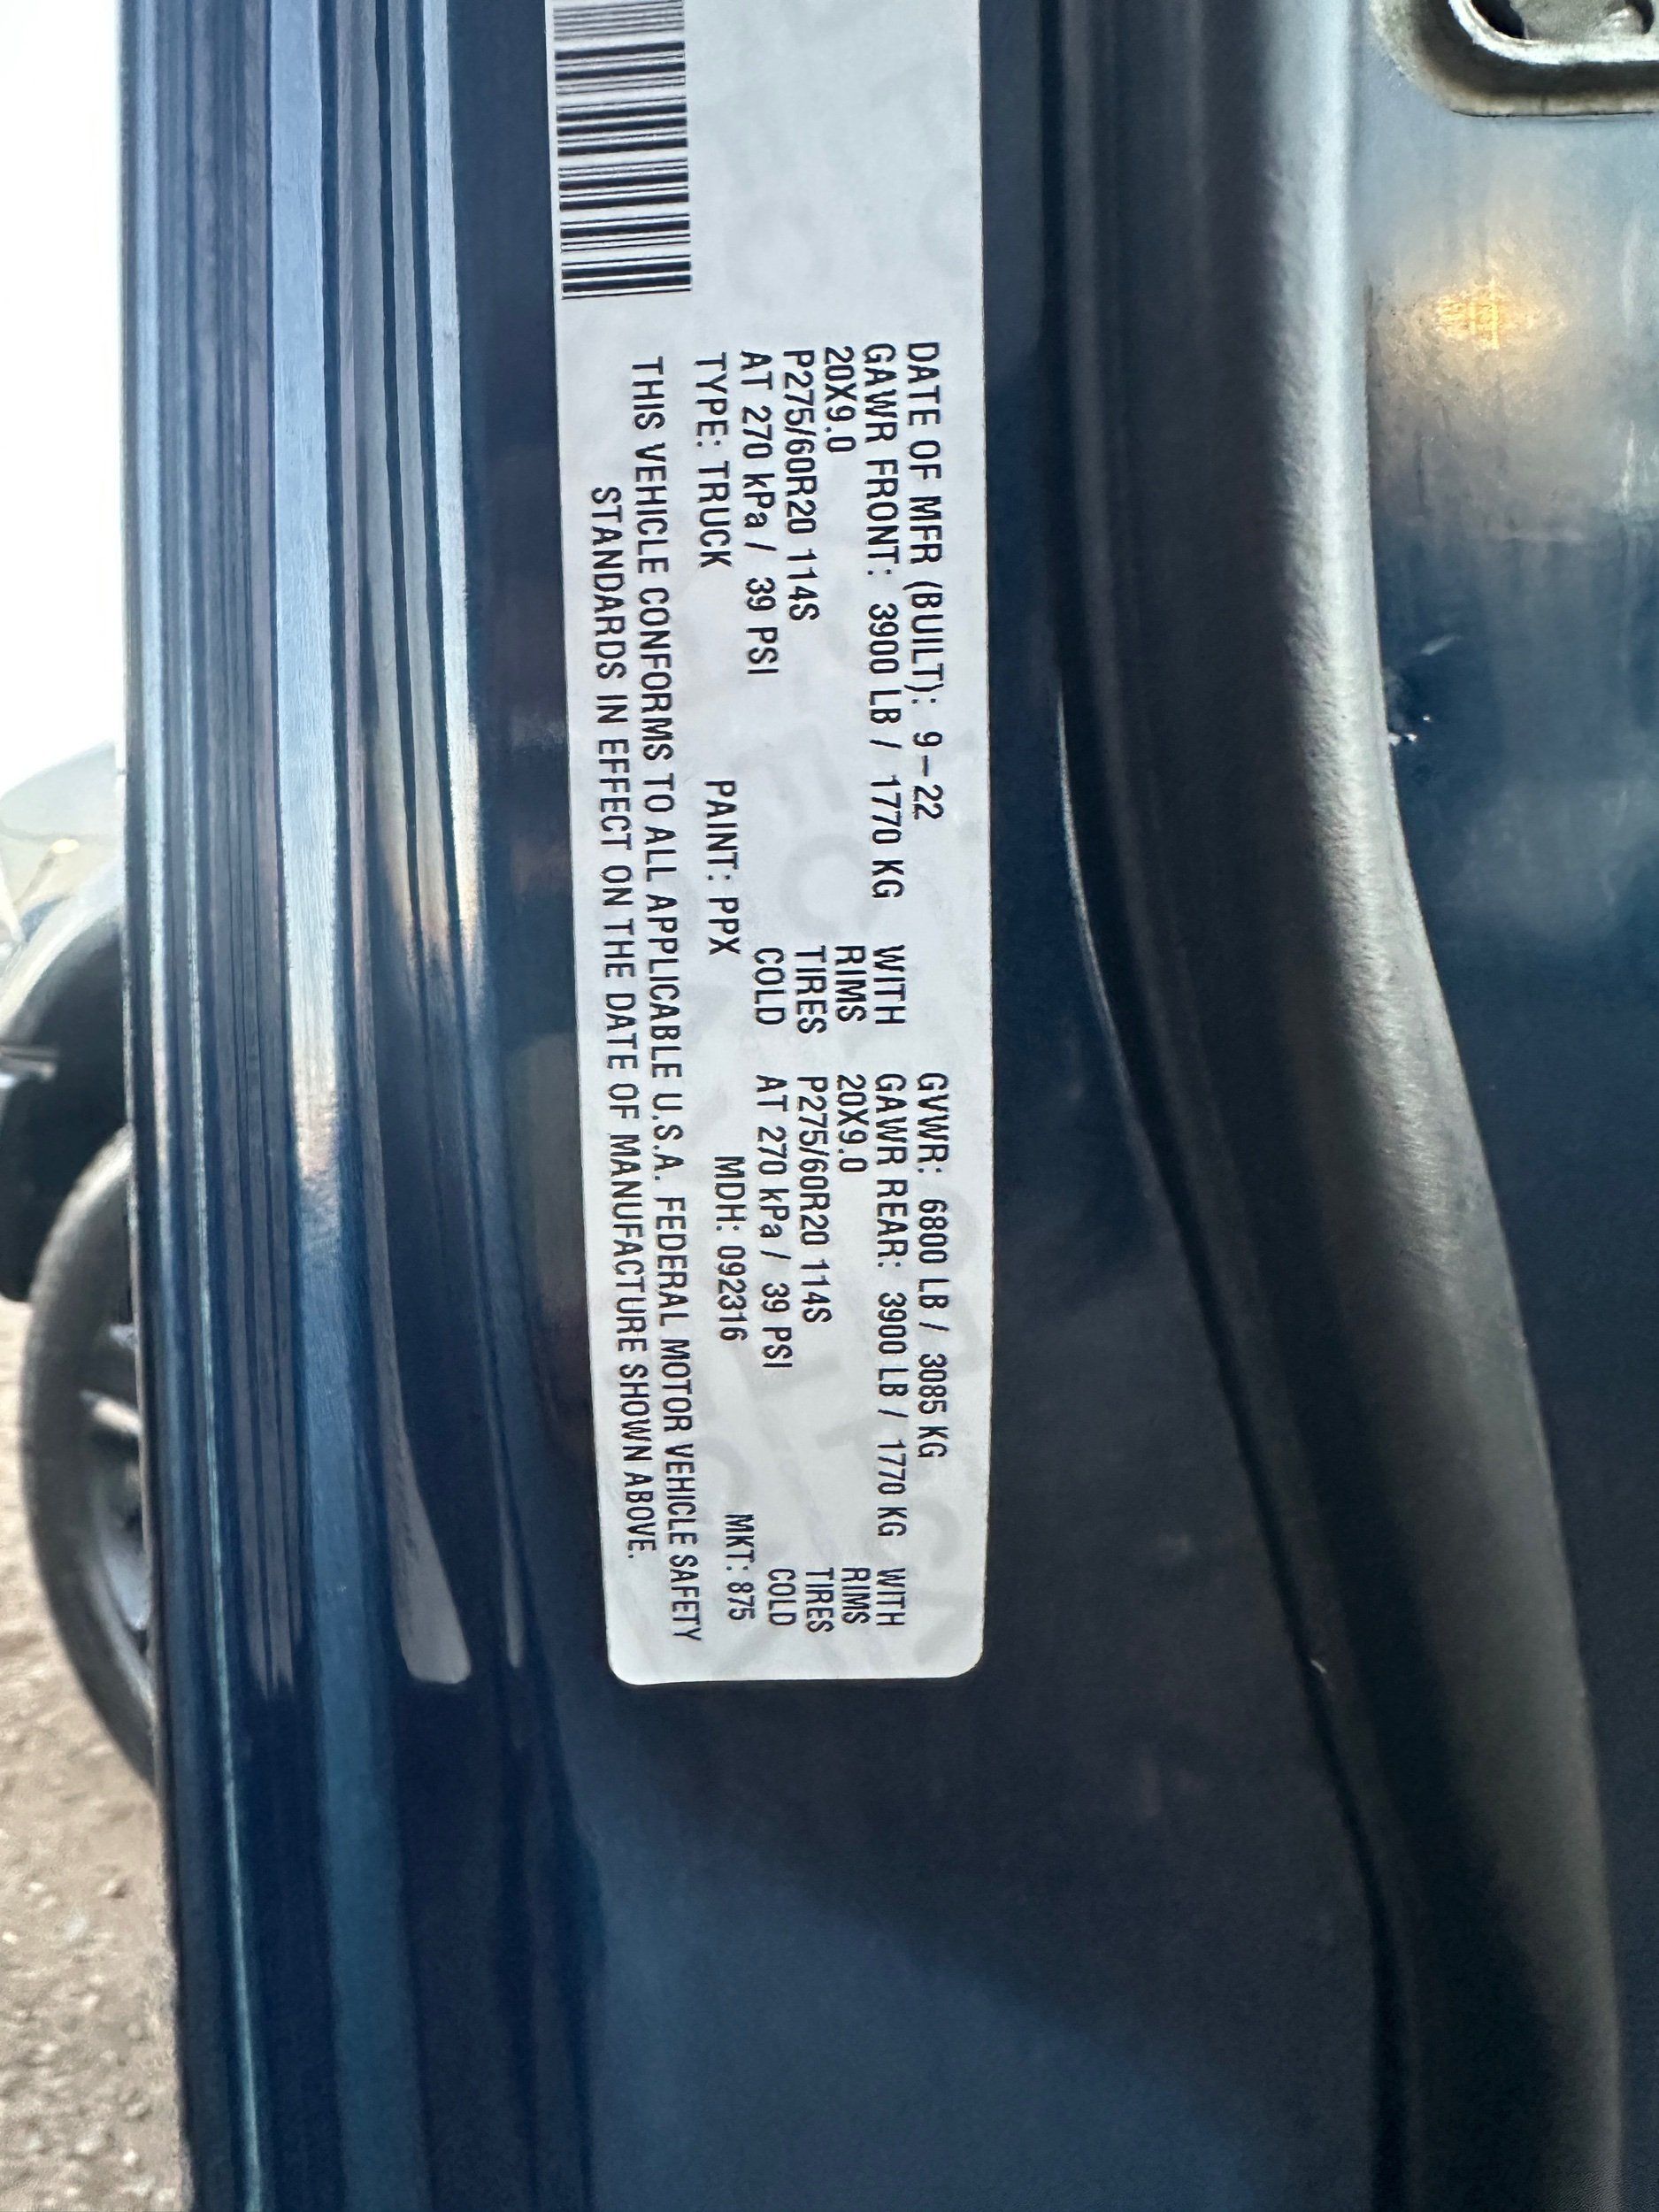 DATE OF MFR (BUILT): 9-22 GVWR: 6800 LB / 3085 KG
GAWR FRONT: 3900 LB / 1770 KG WITH GAWR REAR: 3900 LB / 1770 KG WITH
20X9.0 RIMS 20X9.0 RIMS
P275/60R20 114S TIRES P275/60R20 114S TIRES
AT 270 kPa / 39 PSI COLD AT 270 kPa / 39 PSI COLD
TYPE: TRUCK PAINT: PPX MDH: 092316 MKT: 875
THIS VEHICLE CONFORMS TO ALL APPLICABLE U.S.A. FEDERAL MOTOR VEHICLE SAFETY
STANDARDS IN EFFECT ON THE DATE OF MANUFACTURE SHOWN ABOVE.